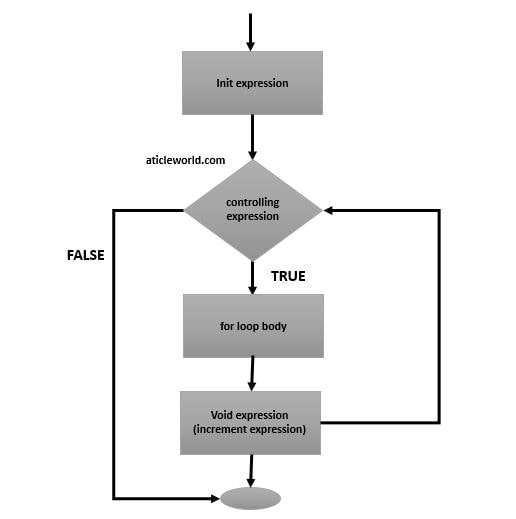 Init expression
aticleworld.com
controlling
expression
FALSE
TRUE
for loop body
Void expression
(increment expression)